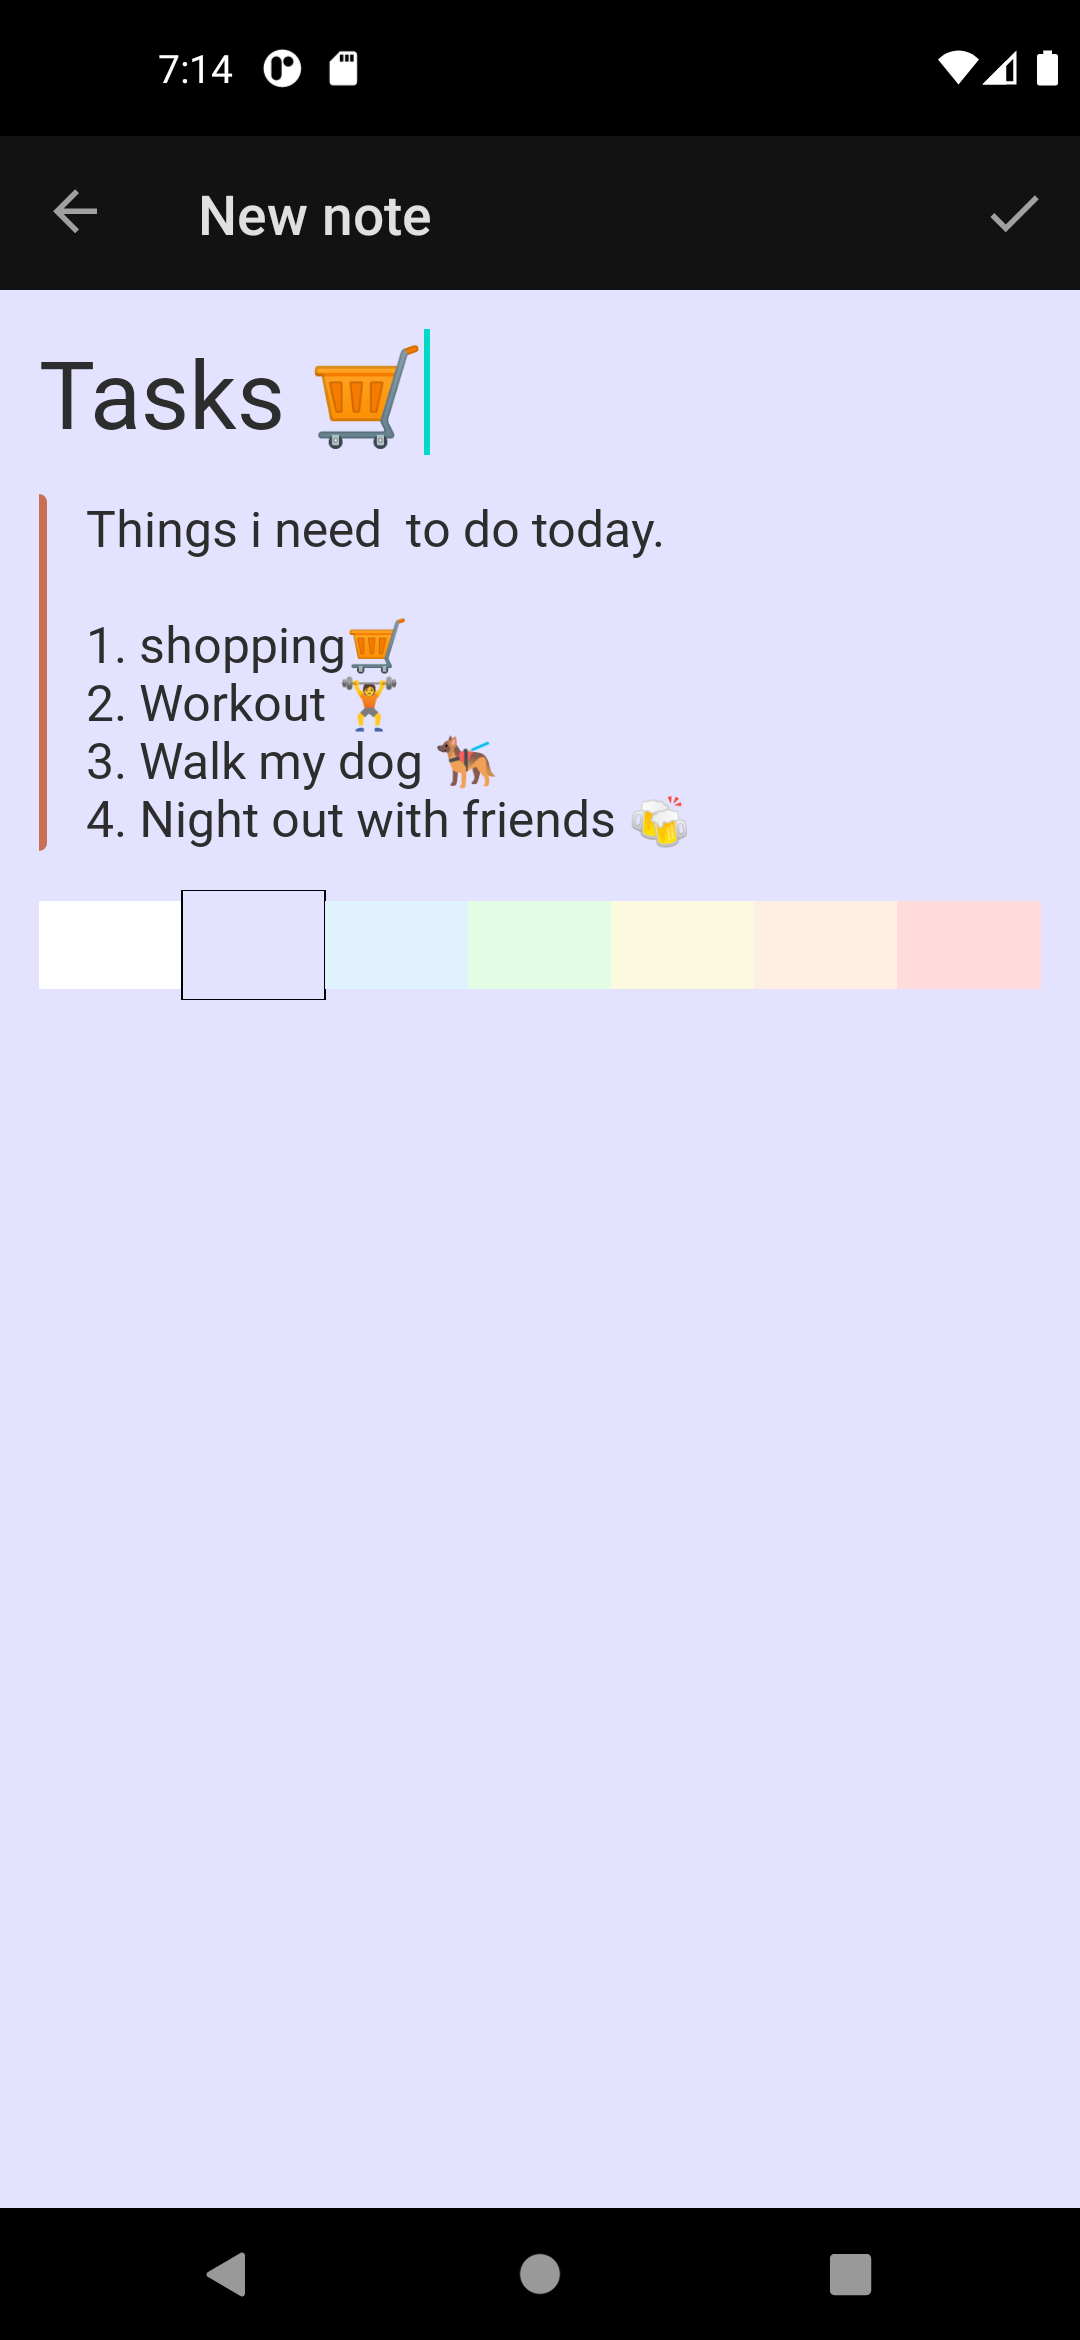 7:14
New note
Tasks 🛒
Things i need  to do today.
1. shopping🛒
2. Workout 🏋
3. Walk my dog 🐕‍🦺
4. Night out with friends 🍻